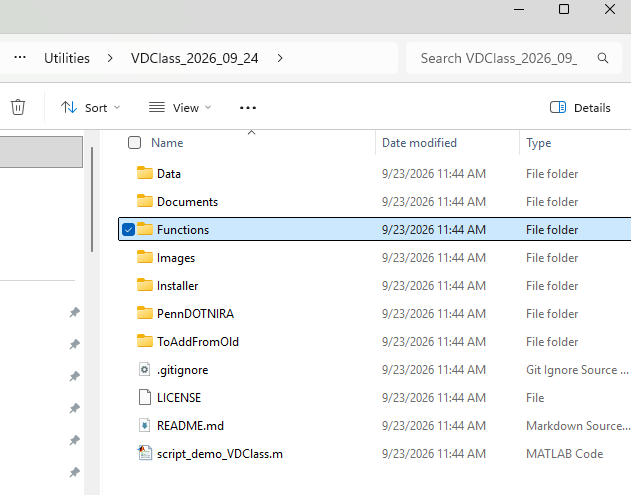 Utilities > VDClass_2026_09_24 >
Search VDClass_2026_09_
Sort View Details
Name Date modified Type
Data 9/23/2026 11:44 AM File folder
Documents 9/23/2026 11:44 AM File folder
Functions 9/23/2026 11:44 AM File folder
Images 9/23/2026 11:44 AM File folder
Installer 9/23/2026 11:44 AM File folder
PennDOTNIRA 9/23/2026 11:44 AM File folder
ToAddFromOld 9/23/2026 11:44 AM File folder
.gitignore 9/23/2026 11:44 AM Git Ignore Source ...
LICENSE 9/23/2026 11:44 AM File
README.md 9/23/2026 11:44 AM Markdown Source...
script_demo_VDClass.m 9/23/2026 11:44 AM MATLAB Code